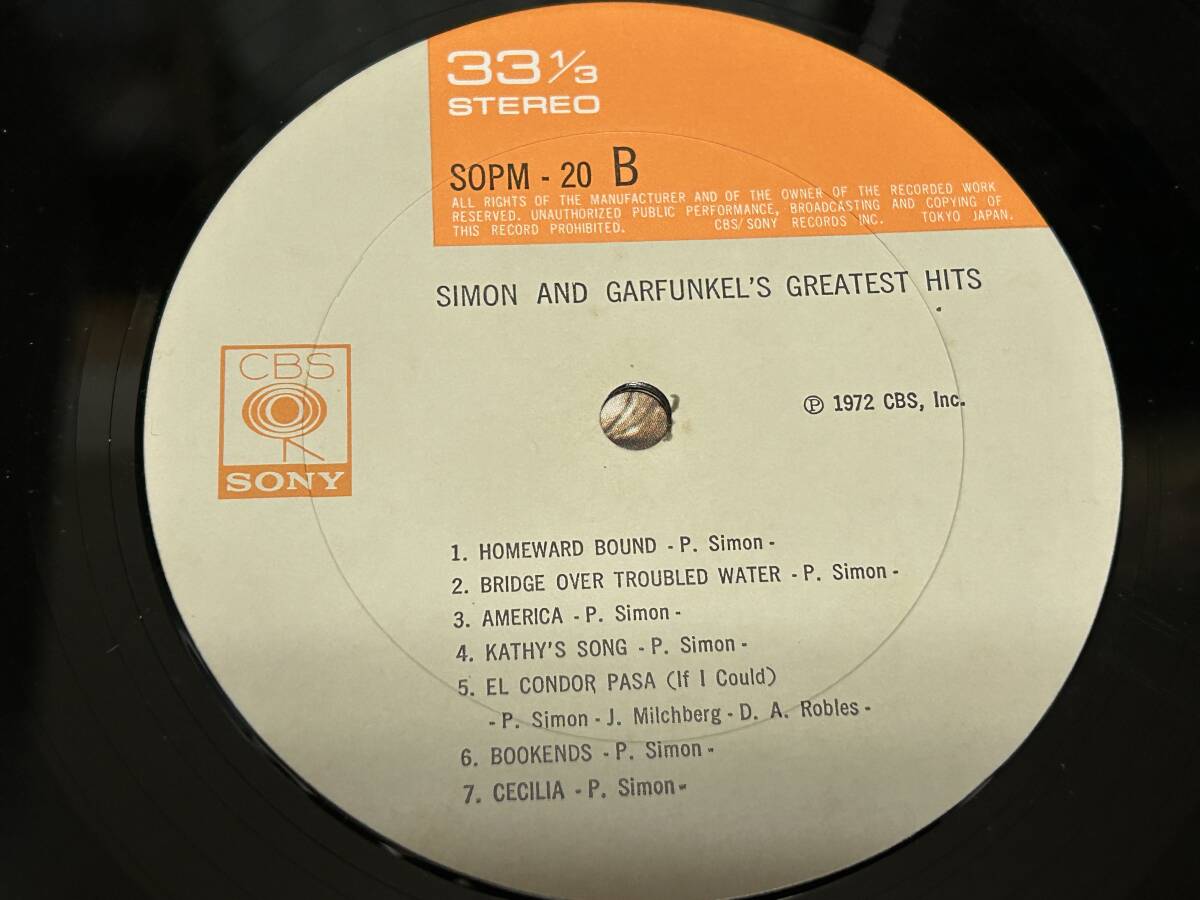 33 1/3
STEREO
SOPM - 20 B
ALL RIGHTS OF THE MANUFACTURER AND OF THE OWNER OF THE RECORDED WORK
RESERVED. UNAUTHORIZED PUBLIC PERFORMANCE, BROADCASTING AND COPYING OF
THIS RECORD PROHIBITED. CBS/SONY RECORDS INC. TOKYO JAPAN.
SIMON AND GARFUNKEL'S GREATEST HITS
CBS
SONY
℗ 1972 CBS, Inc.
1. HOMEWARD BOUND - P. Simon -
2. BRIDGE OVER TROUBLED WATER - P. Simon -
3. AMERICA - P. Simon -
4. KATHY'S SONG - P. Simon -
5. EL CONDOR PASA (If I Could)
- P. Simon - J. Milchberg - D. A. Robles -
6. BOOKENDS - P. Simon -
7. CECILIA - P. Simon -